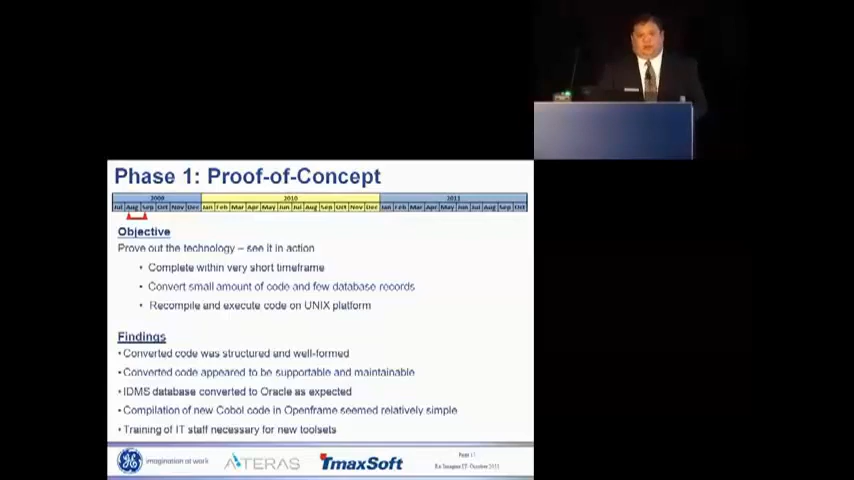 Phase 1: Proof-of-Concept
2009 2010 2011
Jul Aug Sep Oct Nov Dec Jan Feb Mar Apr May Jun Jul Aug Sep Oct Nov Dec Jan Feb Mar Apr May Jun Jul Aug Sep Oct
Objective
Prove out the technology – see it in action
• Complete within very short timeframe
• Convert small amount of code and few database records
• Recompile and execute code on UNIX platform
Findings
• Converted code was structured and well-formed
• Converted code appeared to be supportable and maintainable
• IDMS database converted to Oracle as expected
• Compilation of new Cobol code in Openframe seemed relatively simple
• Training of IT staff necessary for new toolsets
imagination at work
ATERAS
TmaxSoft
October 2011